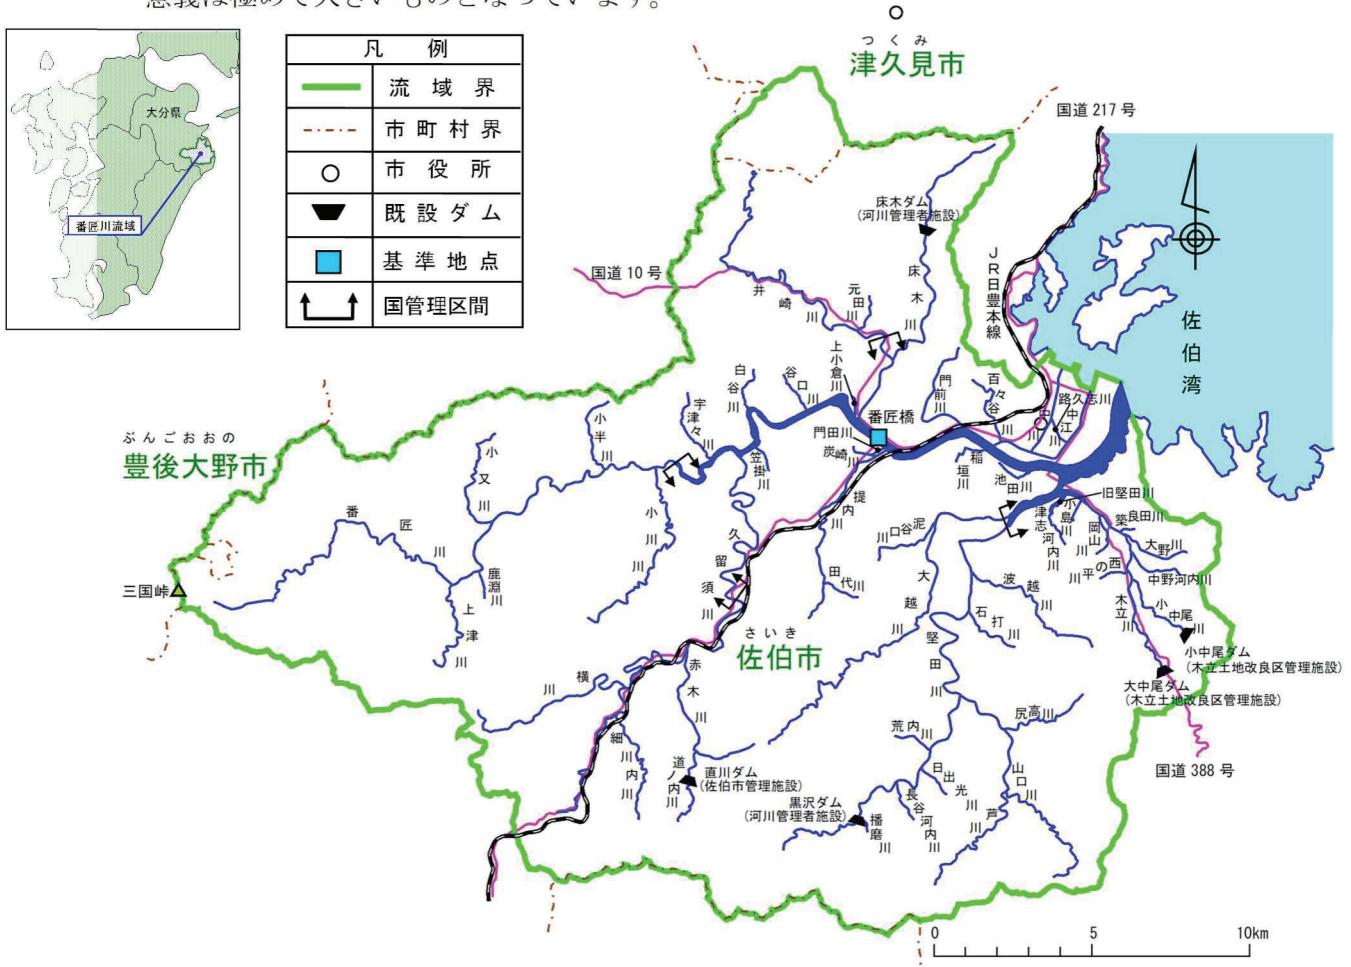 意義は極めて大きいものとなっています。
大分県
番匠川流域
凡 例
流 域 界
市 町 村 界
市 役 所
既 設 ダ ム
基 準 地 点
国管理区間
つ く み
津久見市
国道 217 号
床木ダム
(河川管理者施設)
国道 10 号
JR日豊本線
佐伯湾
床木川
井崎川
元田川
上小倉川
白谷川
谷口川
門前川
百々谷川
路久志川
中川
中江川
番匠橋
門田川
炭崎川
宇津々川
小半川
笠掛川
稲垣川
池田川
ぶんごおおの
豊後大野市
小又川
番匠川
小川川
久留須川
提内川
田代川
泥谷口川
旧堅田川
小島川
津志河内川
岡山川
築良田川
大野川
中野河内川
西の平川
木立川
小中尾川
小中尾ダム
(木立土地改良区管理施設)
大中尾ダム
(木立土地改良区管理施設)
国道 388 号
三国峠
鹿淵川
上津川
さ い き
佐伯市
大越川
波越川
石打川
堅田川
横川
赤木川
細川内川
道ノ内川
直川ダム
(佐伯市管理施設)
荒内川
尻高川
日出光川
山口川
芦川
長谷河内川
黒沢ダム
(河川管理者施設)
播磨川
0 5 10km